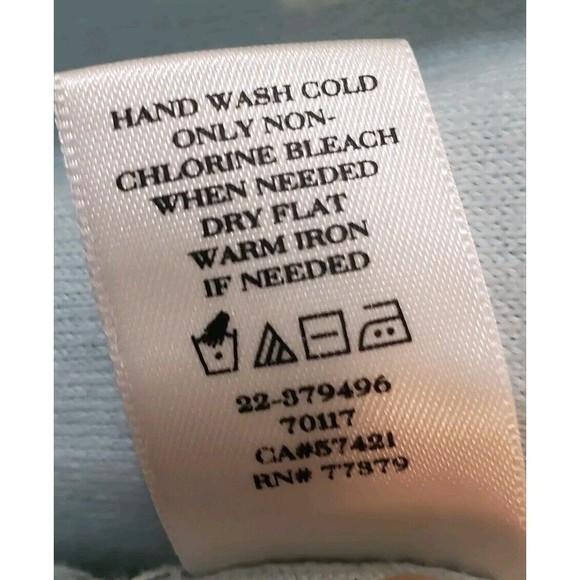 HAND WASH COLD
ONLY NON-
CHLORINE BLEACH
WHEN NEEDED
DRY FLAT
WARM IRON
IF NEEDED
22-379496
70117
CA#57421
RN# 77379